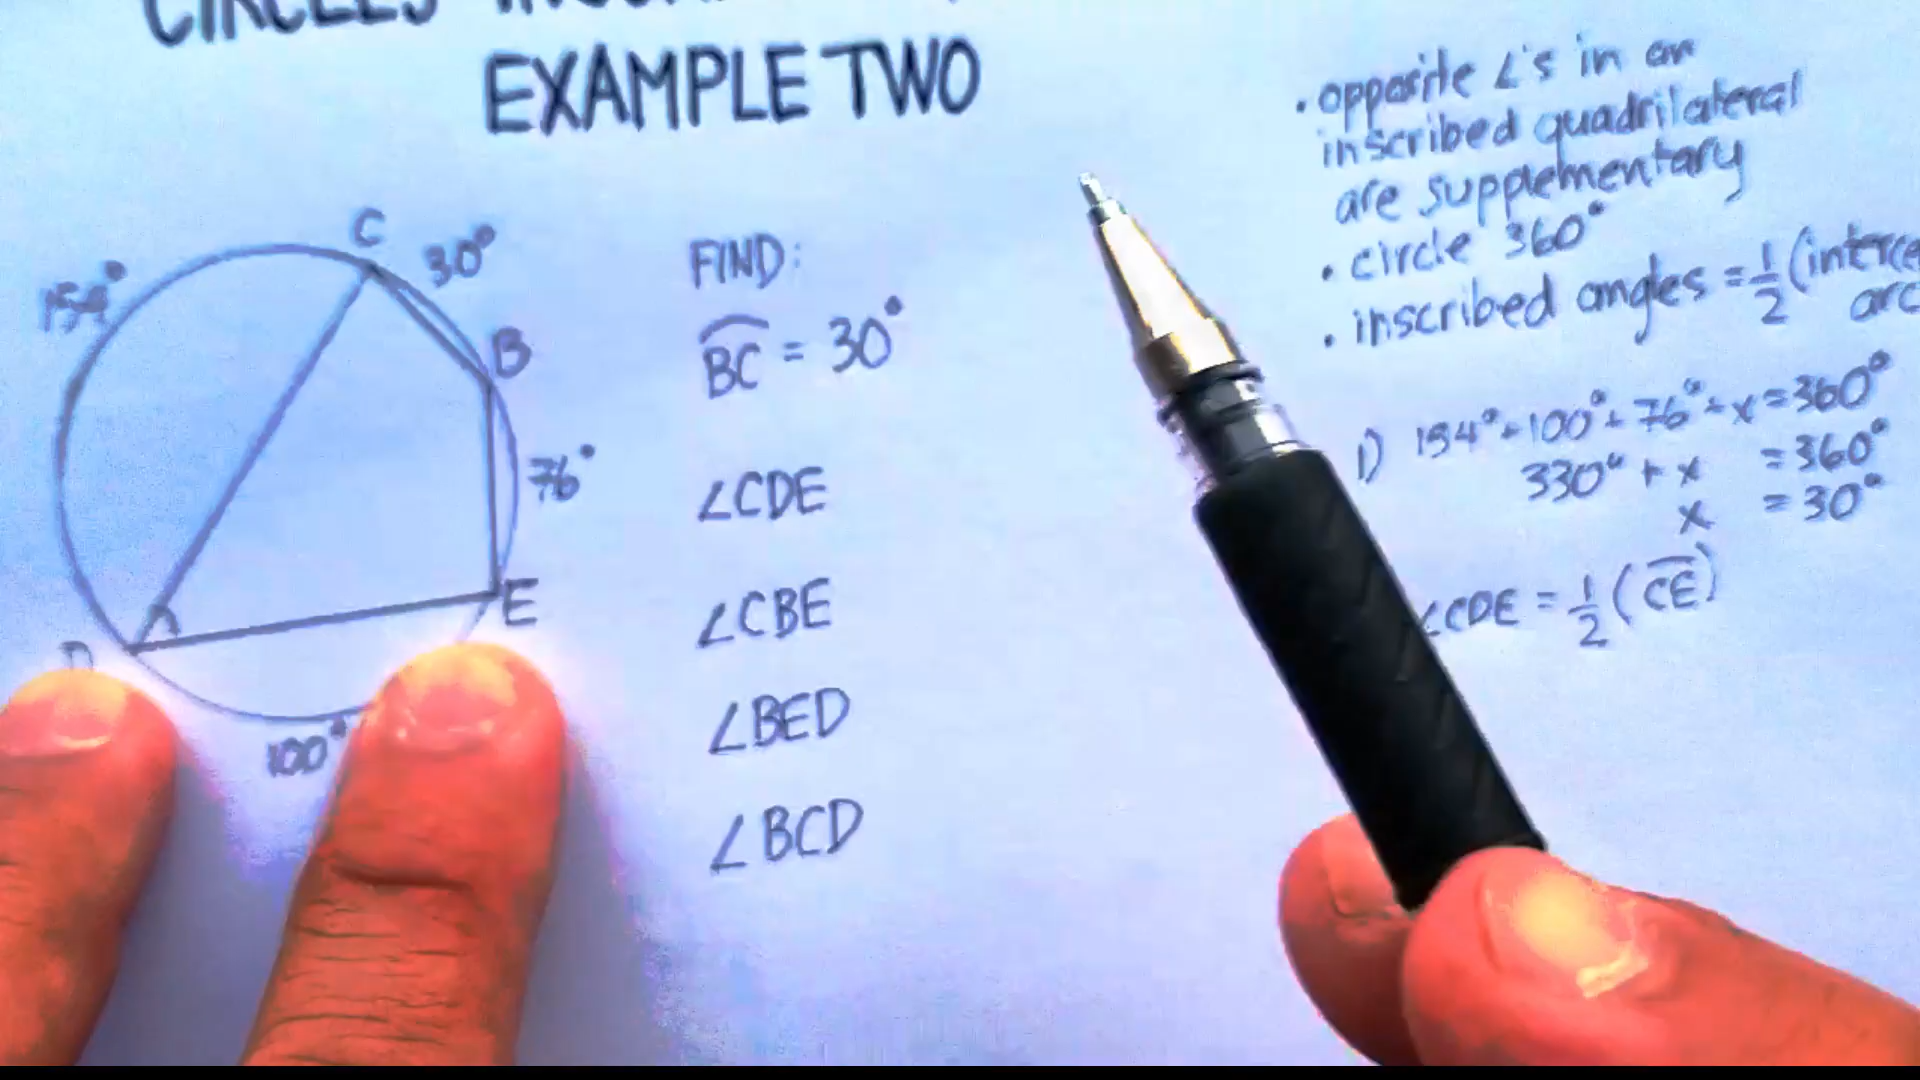 CIRCLES
EXAMPLE TWO
C
30°
154°
B
76°
E
D
100°
FIND:
BC = 30°
∠CDE
∠CBE
∠BED
∠BCD
• opposite ∠'s in an
inscribed quadrilateral
are supplementary
• circle 360°
• inscribed angles = 1/2 (interce
arc
1) 154° + 100° + 76° + x = 360°
330° + x = 360°
x = 30°
∠CDE = 1/2 (CE)